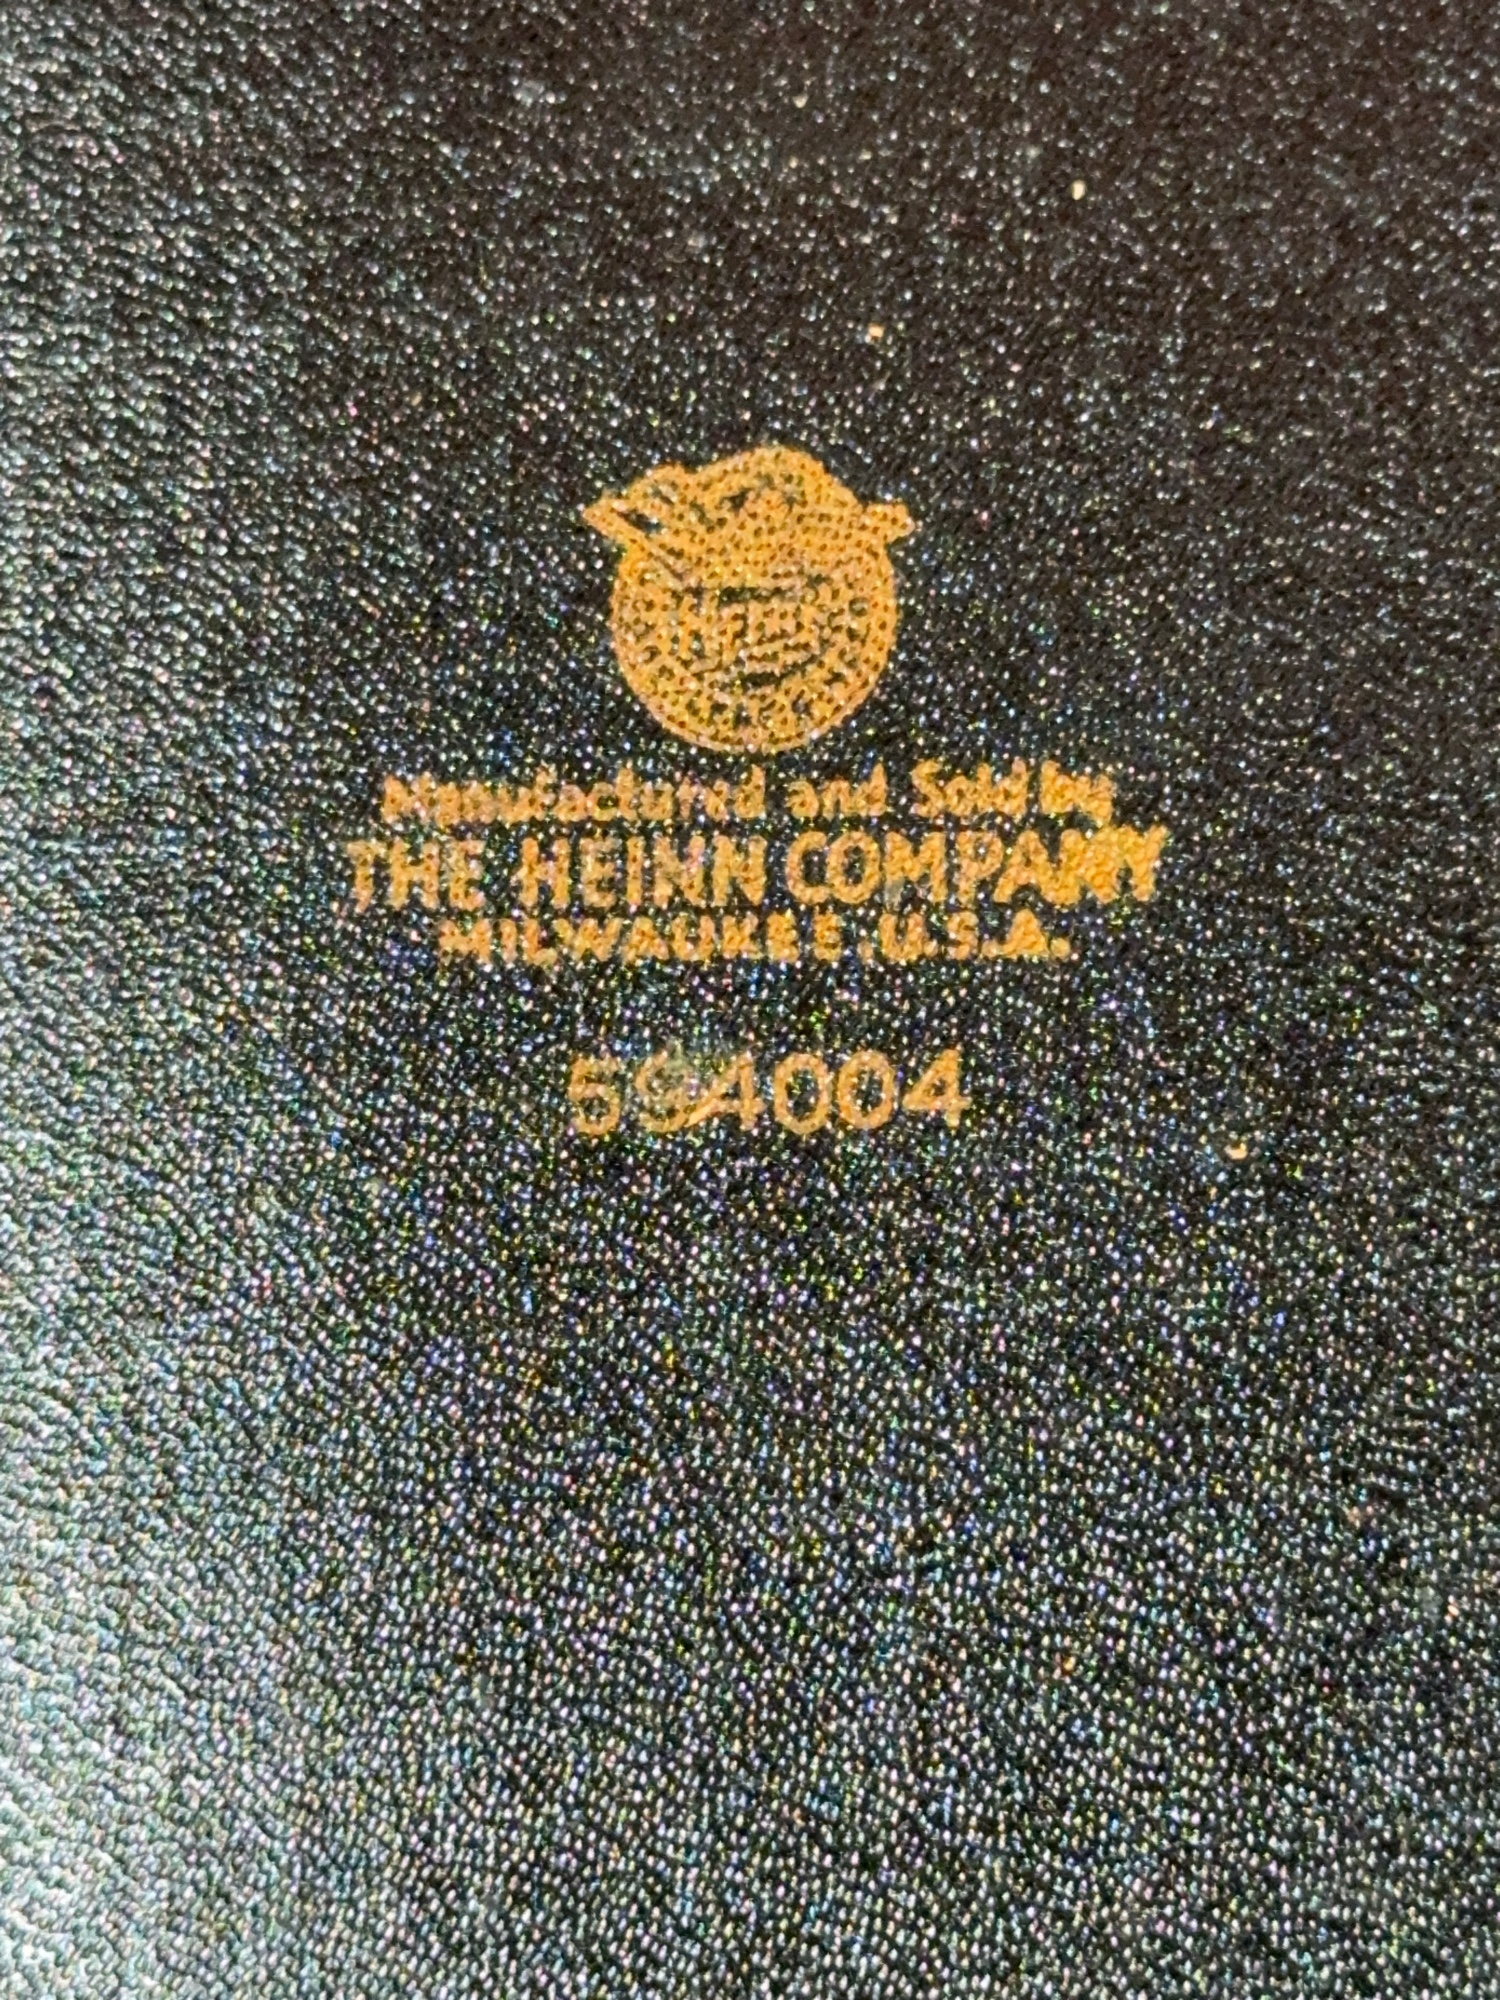 Manufactured and Sold by
THE HEINN COMPANY
MILWAUKEE, U.S.A.
594004